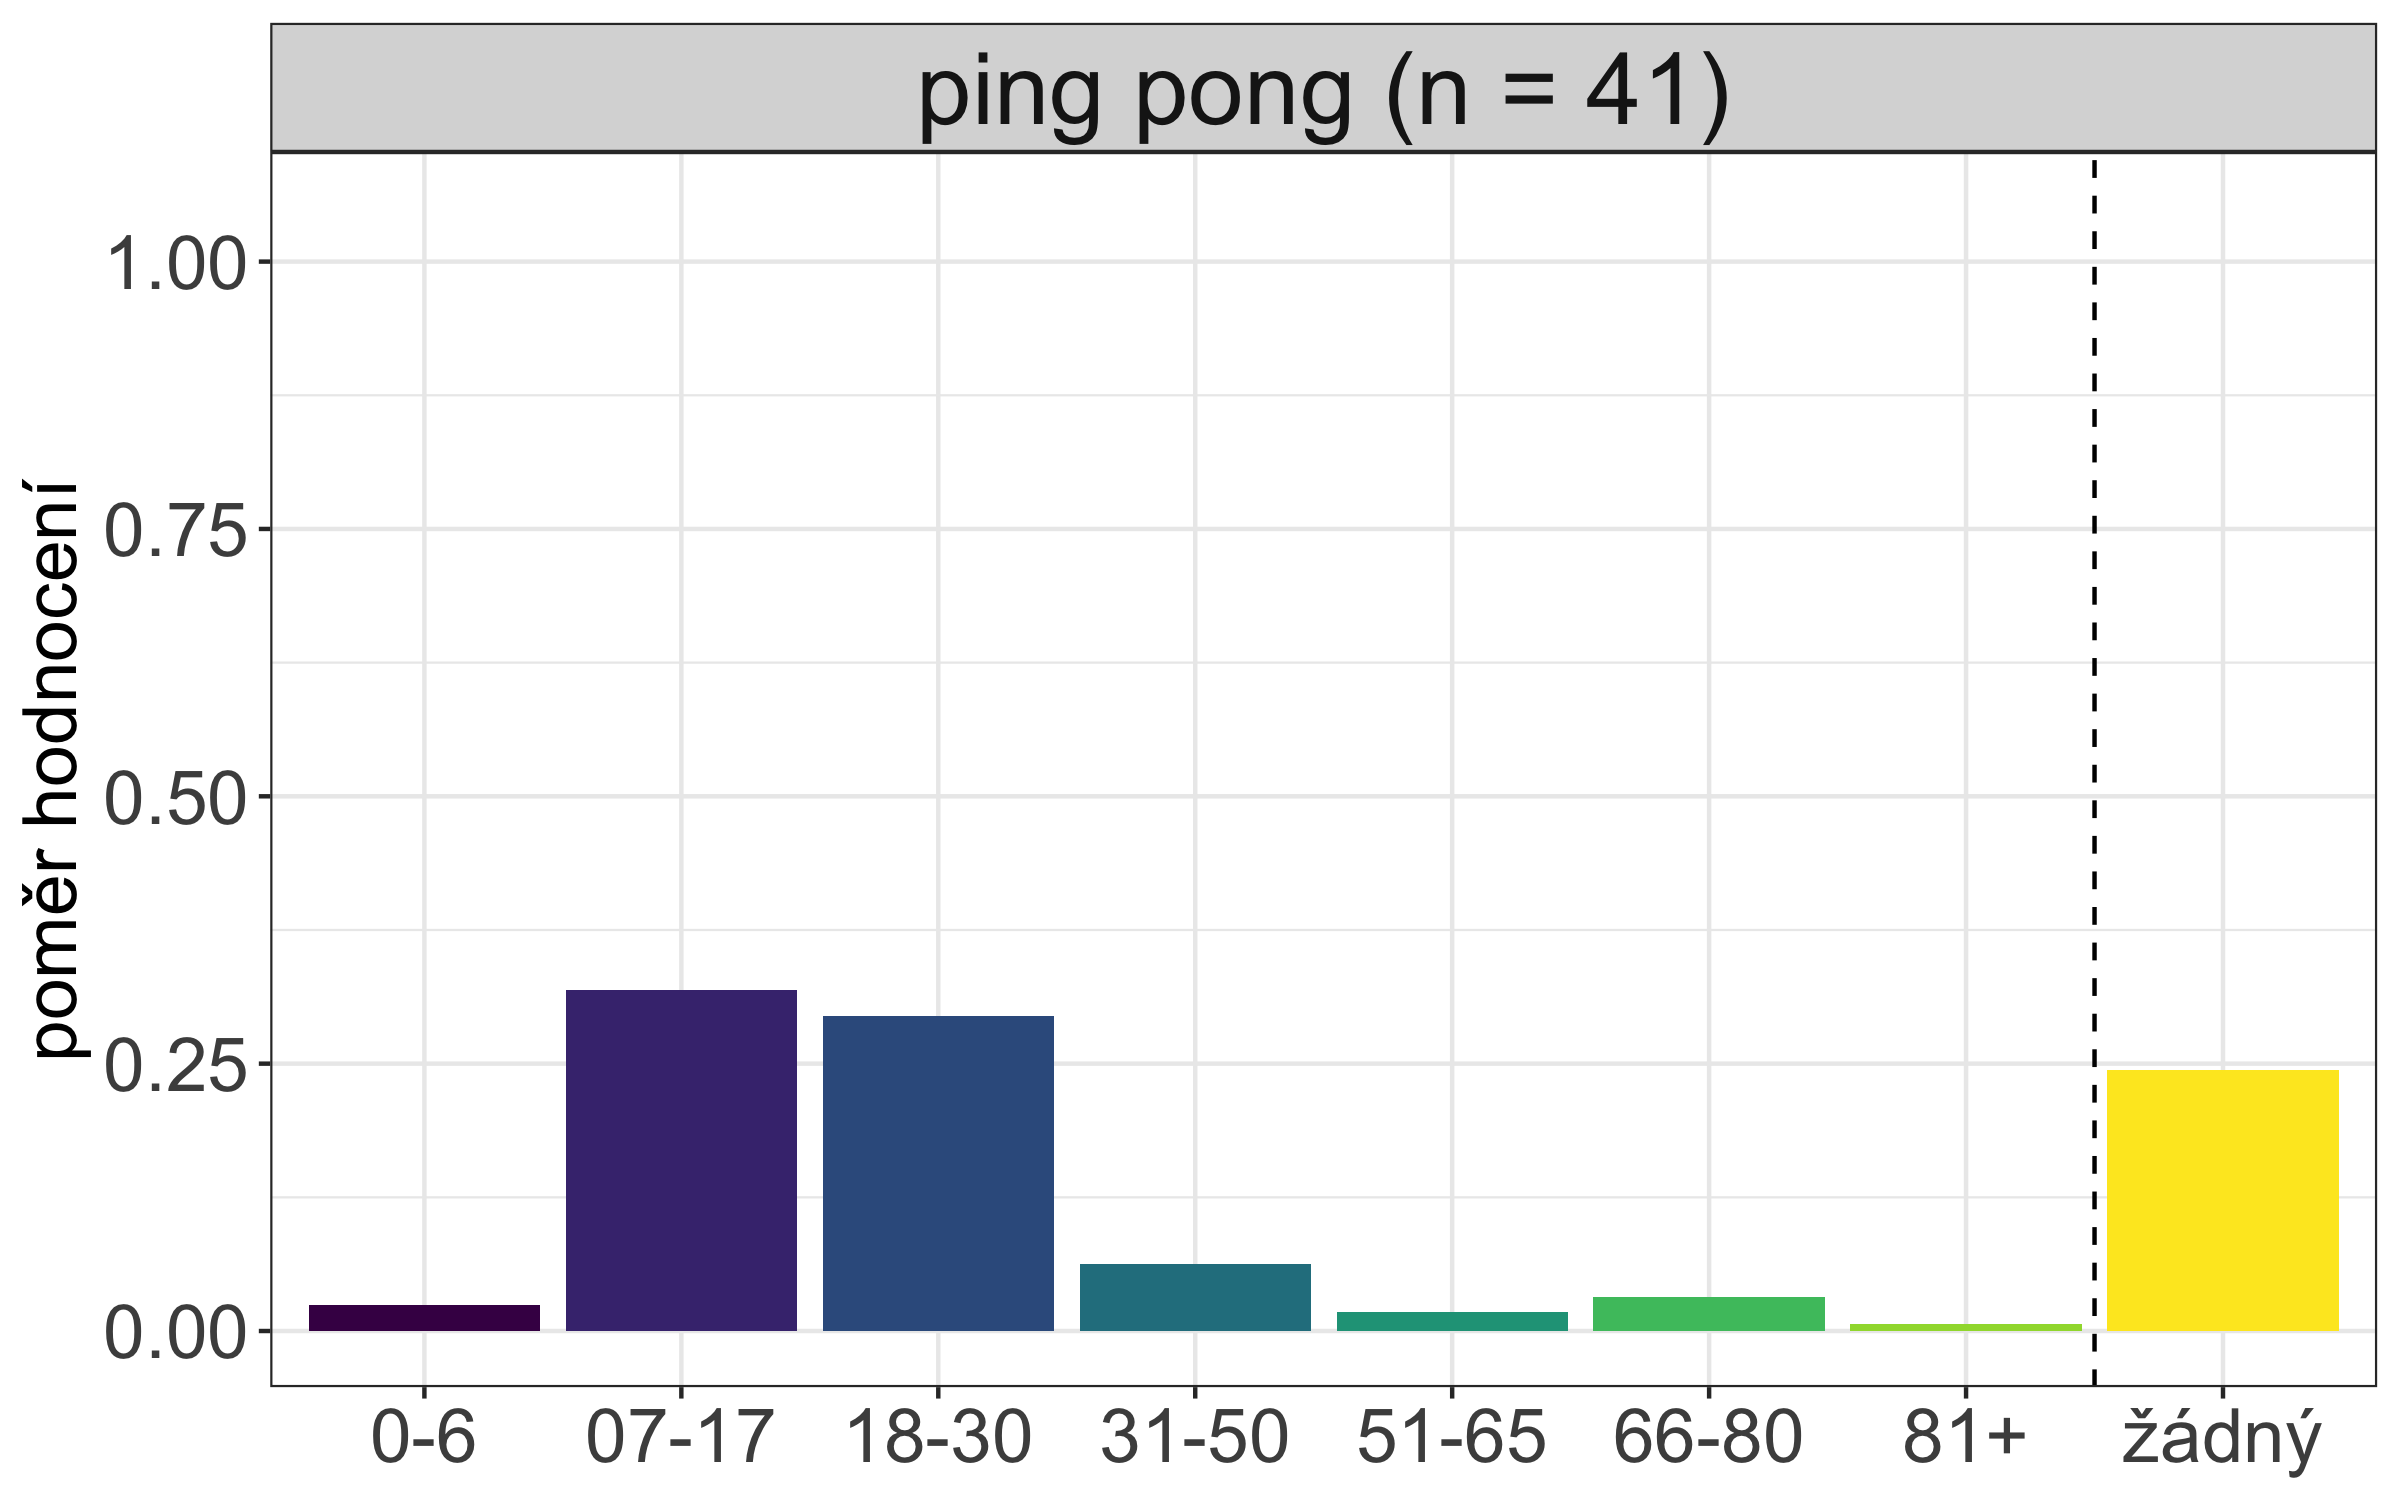 ping pong (n = 41)
poměr hodnocení
1.00
0.75
0.50
0.25
0.00
0-6 07-17 18-30 31-50 51-65 66-80 81+ žádný